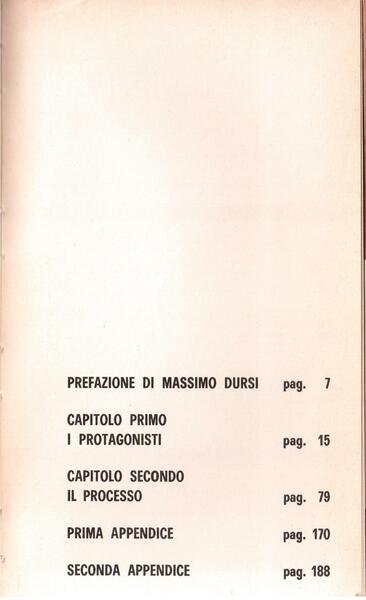 PREFAZIONE DI MASSIMO DURSI pag. 7
CAPITOLO PRIMO
I PROTAGONISTI pag. 15
CAPITOLO SECONDO
IL PROCESSO pag. 79
PRIMA APPENDICE pag. 170
SECONDA APPENDICE pag. 188